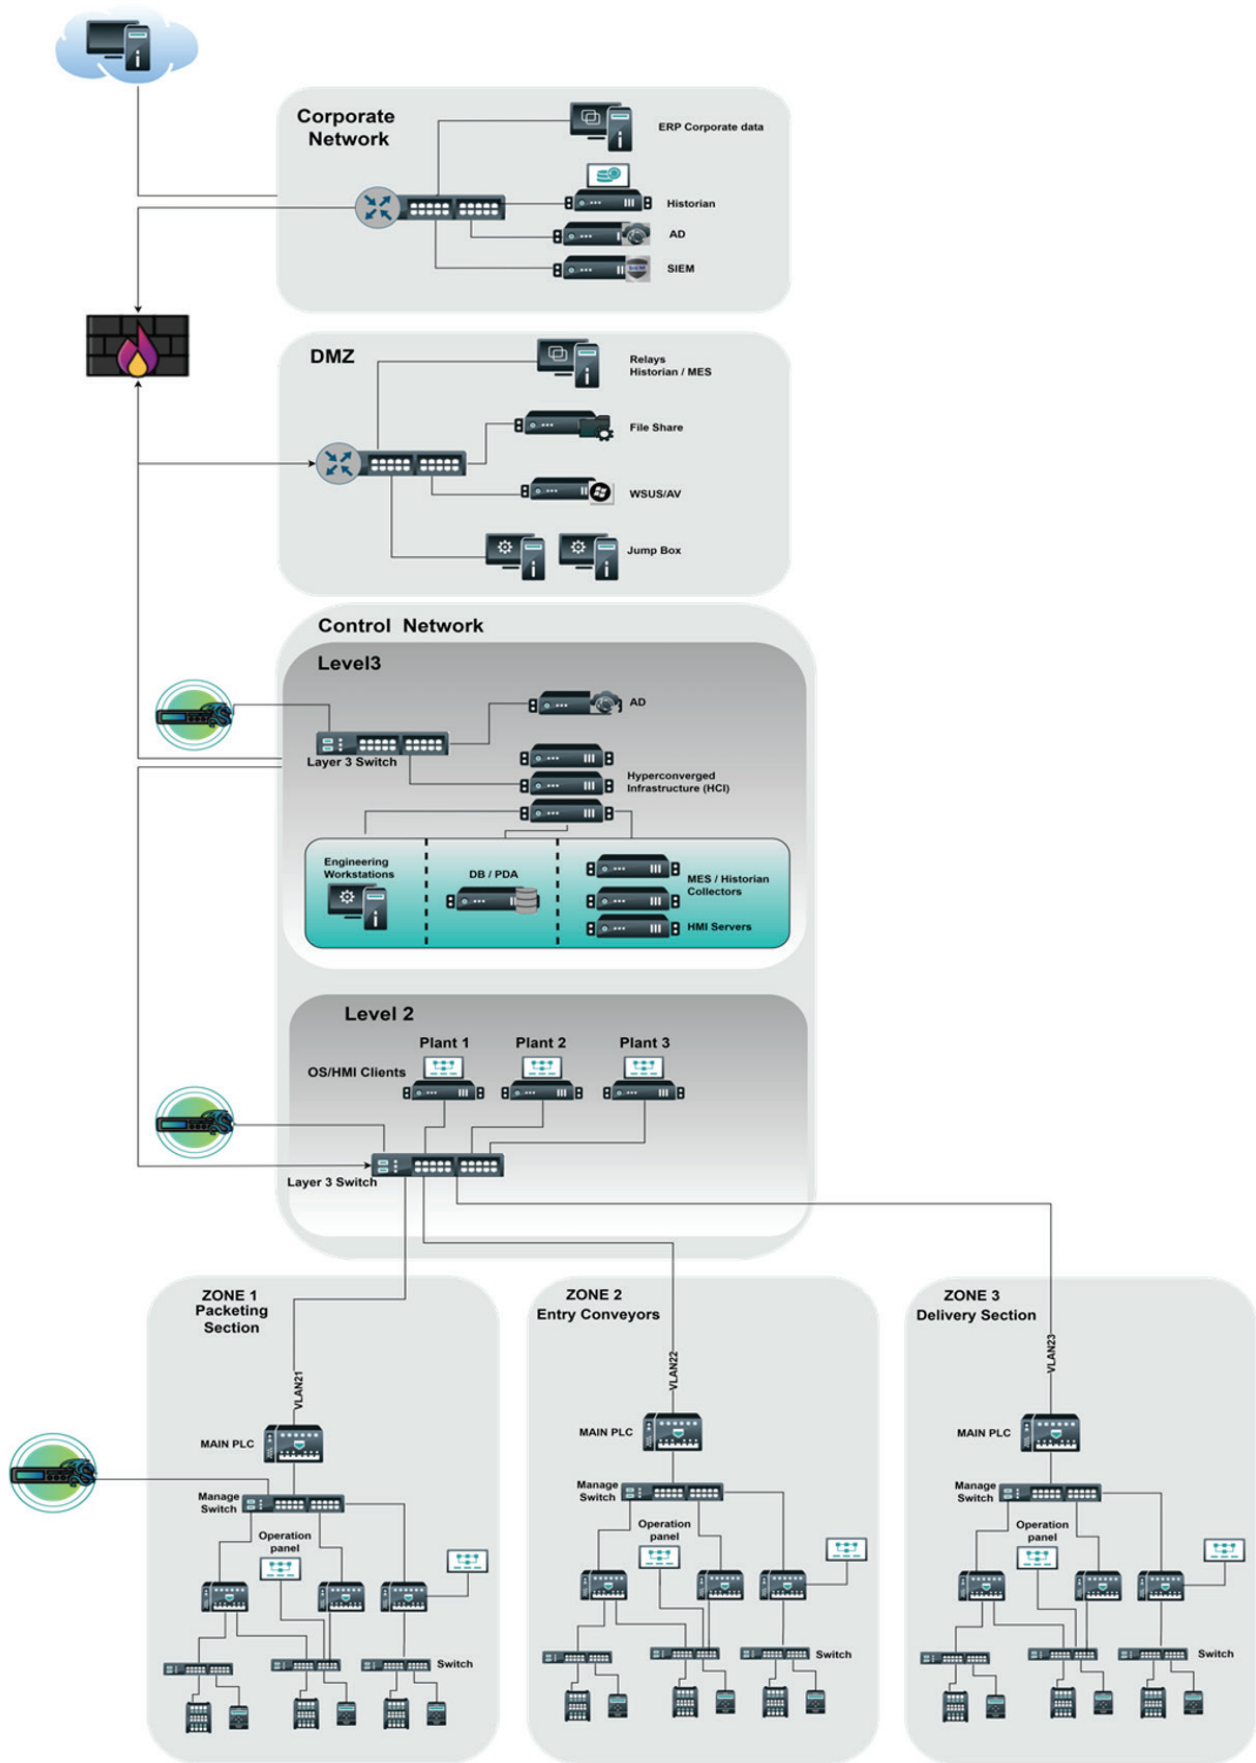 Corporate
Network
ERP Corporate data
Historian
AD
SIEM
SIEM
DMZ
Relays
Historian / MES
File Share
WSUS/AV
Jump Box
Control Network
Level3
AD
Layer 3 Switch
Hyperconverged
Infrastructure (HCI)
Engineering
Workstations
DB / PDA
MES / Historian
Collectors
HMI Servers
Level 2
Plant 1
Plant 2
Plant 3
OS/HMI Clients
Layer 3 Switch
ZONE 1
Packeting
Section
VLAN21
MAIN PLC
Manage
Switch
Operation
panel
Switch
ZONE 2
Entry Conveyors
VLAN22
MAIN PLC
Manage
Switch
Operation
panel
Switch
ZONE 3
Delivery Section
VLAN23
MAIN PLC
Manage
Switch
Operation
panel
Switch